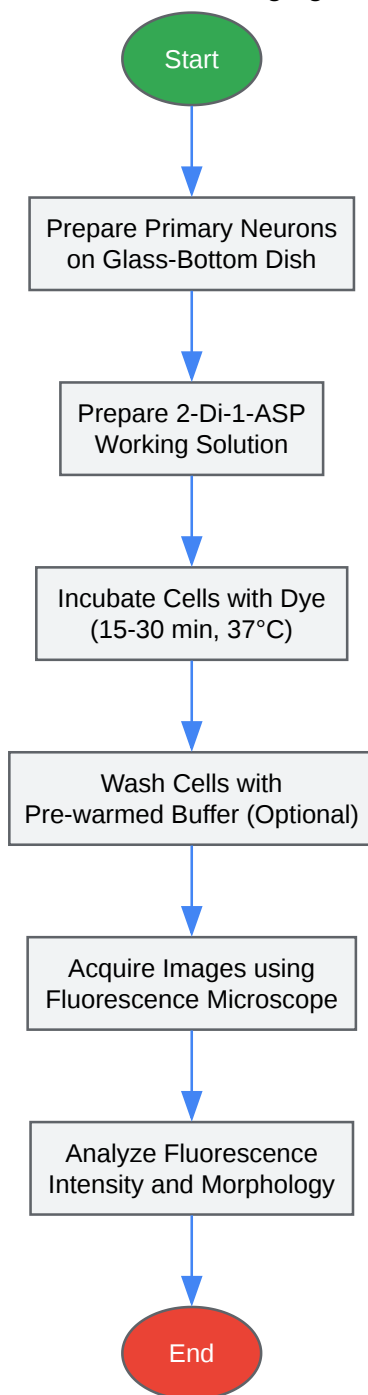 Start
Prepare Primary Neurons
on Glass-Bottom Dish
Prepare 2-Di-1-ASP
Working Solution
Incubate Cells with Dye
(15-30 min, 37°C)
Wash Cells with
Pre-warmed Buffer (Optional)
Acquire Images using
Fluorescence Microscope
Analyze Fluorescence
Intensity and Morphology
End